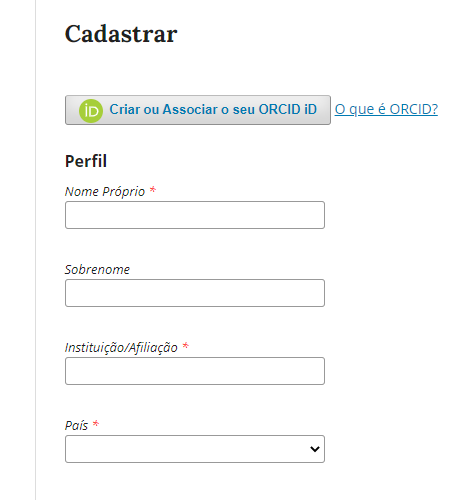 Cadastrar
iD Criar ou Associar o seu ORCID iD O que é ORCID?
Perfil
Nome Próprio *
Sobrenome
Instituição/Afiliação *
País *